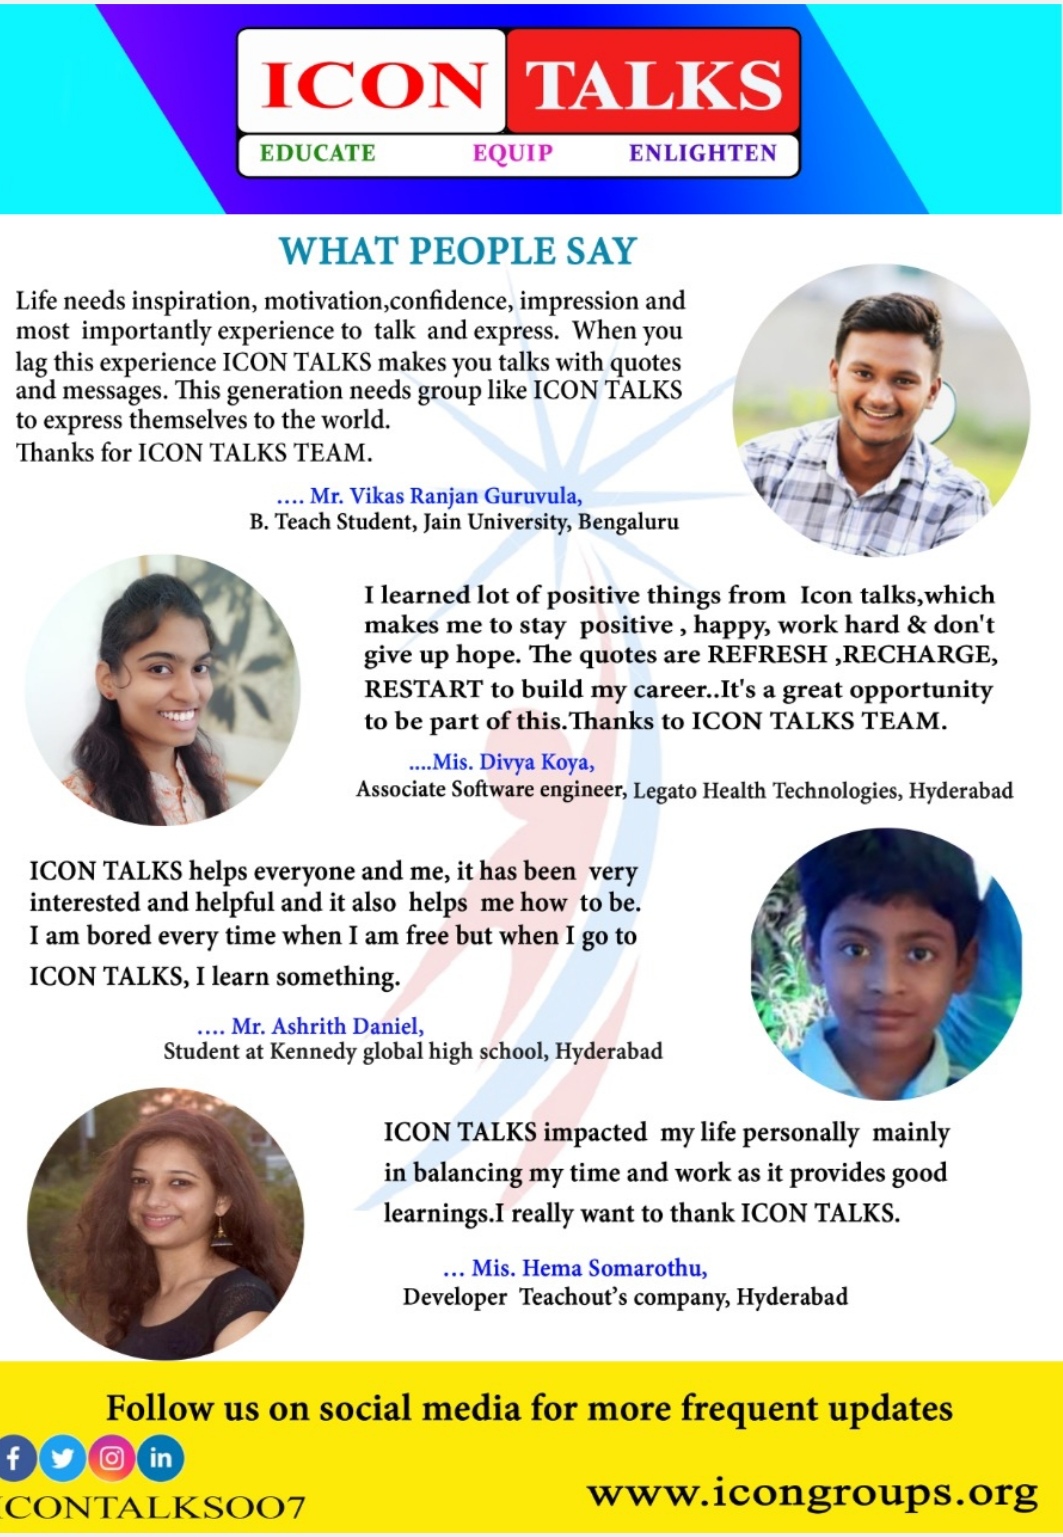 ICON TALKS
EDUCATE EQUIP ENLIGHTEN
WHAT PEOPLE SAY
Life needs inspiration, motivation,confidence, impression and
most importantly experience to talk and express. When you
lag this experience ICON TALKS makes you talks with quotes
and messages. This generation needs group like ICON TALKS
to express themselves to the world.
Thanks for ICON TALKS TEAM.
.... Mr. Vikas Ranjan Guruvula,
B. Teach Student, Jain University, Bengaluru
I learned lot of positive things from Icon talks,which
makes me to stay positive , happy, work hard & don't
give up hope. The quotes are REFRESH ,RECHARGE,
RESTART to build my career..It's a great opportunity
to be part of this.Thanks to ICON TALKS TEAM.
....Mis. Divya Koya,
Associate Software engineer, Legato Health Technologies, Hyderabad
ICON TALKS helps everyone and me, it has been very
interested and helpful and it also helps me how to be.
I am bored every time when I am free but when I go to
ICON TALKS, I learn something.
.... Mr. Ashrith Daniel,
Student at Kennedy global high school, Hyderabad
ICON TALKS impacted my life personally mainly
in balancing my time and work as it provides good
learnings.I really want to thank ICON TALKS.
... Mis. Hema Somarothu,
Developer Teachout's company, Hyderabad
Follow us on social media for more frequent updates
ICONTALKS007
www.icongroups.org